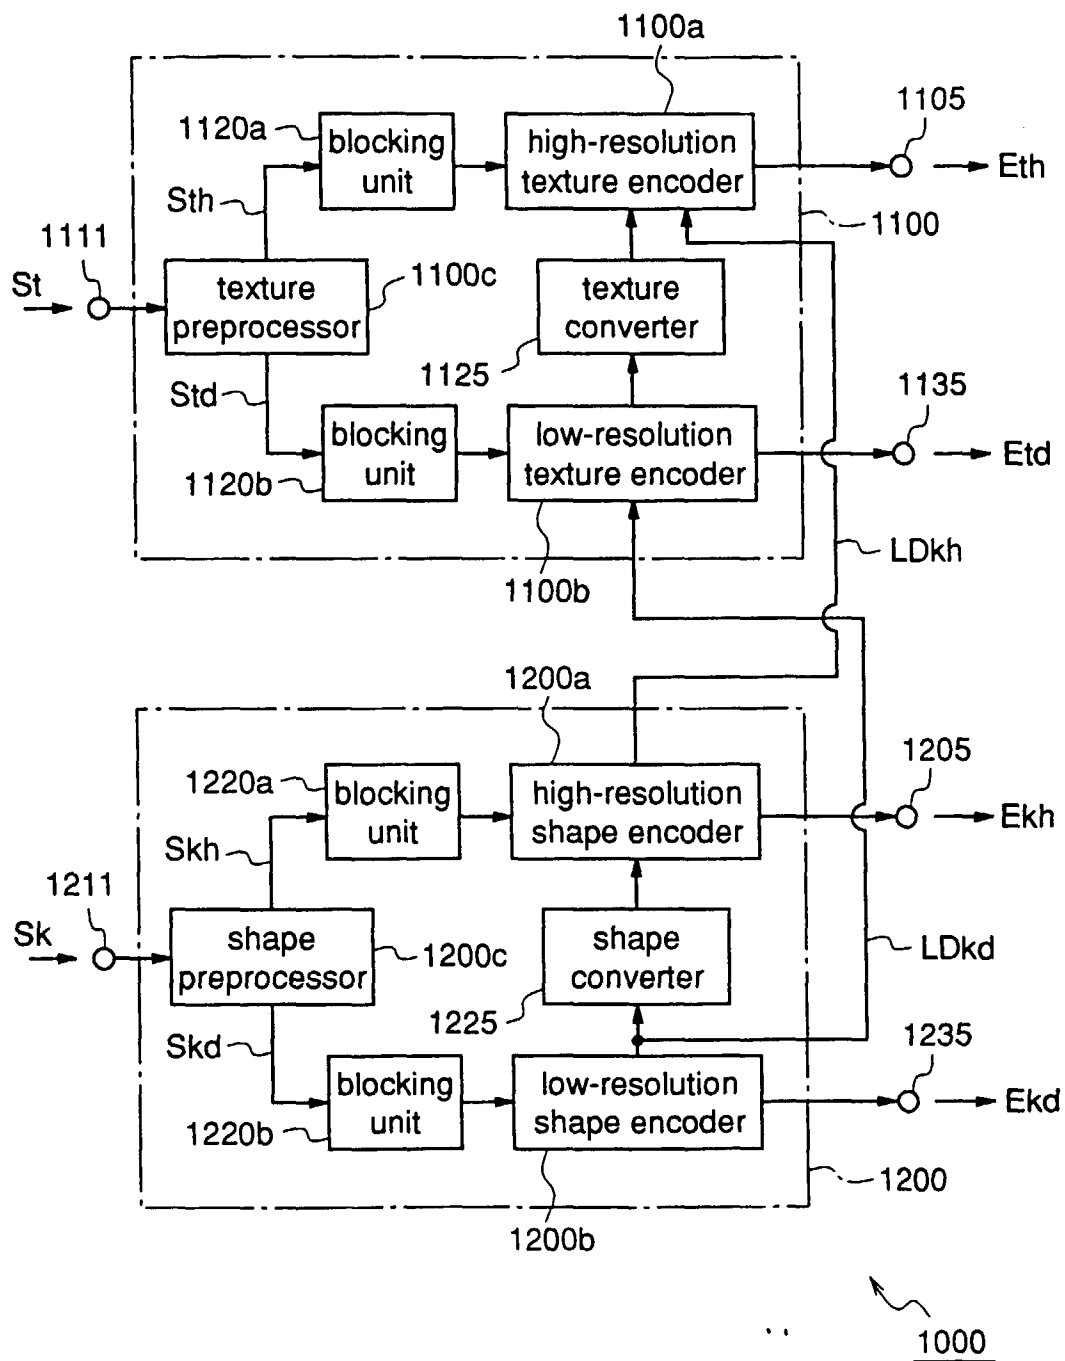 1100a
1105
1120a
blocking
unit
high-resolution
texture encoder
Eth
Sth
1100
1111
St
texture
preprocessor
1100c
texture
converter
1125
Std
1135
blocking
unit
low-resolution
texture encoder
Etd
1120b
LDkh
1100b
1200a
1205
1220a
blocking
unit
high-resolution
shape encoder
Ekh
Skh
1211
Sk
shape
preprocessor
1200c
shape
converter
LDkd
1225
Skd
1235
blocking
unit
low-resolution
shape encoder
Ekd
1220b
1200
1200b
1000